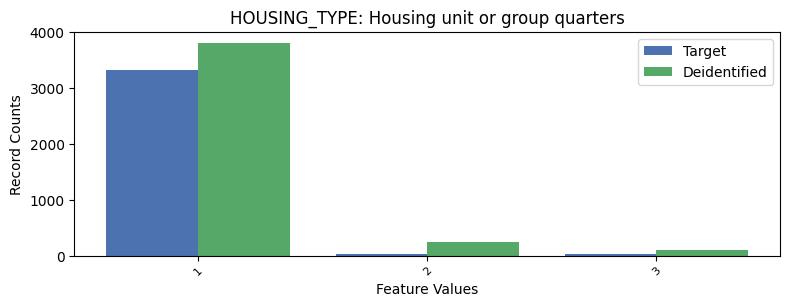 HOUSING_TYPE: Housing unit or group quarters
Target
Deidentified
Record Counts
4000
3000
2000
1000
0
1
2
3
Feature Values